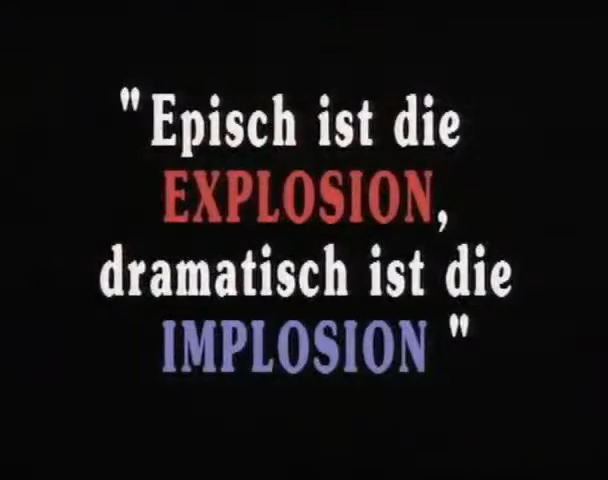 "Episch ist die
EXPLOSION,
dramatisch ist die
IMPLOSION "